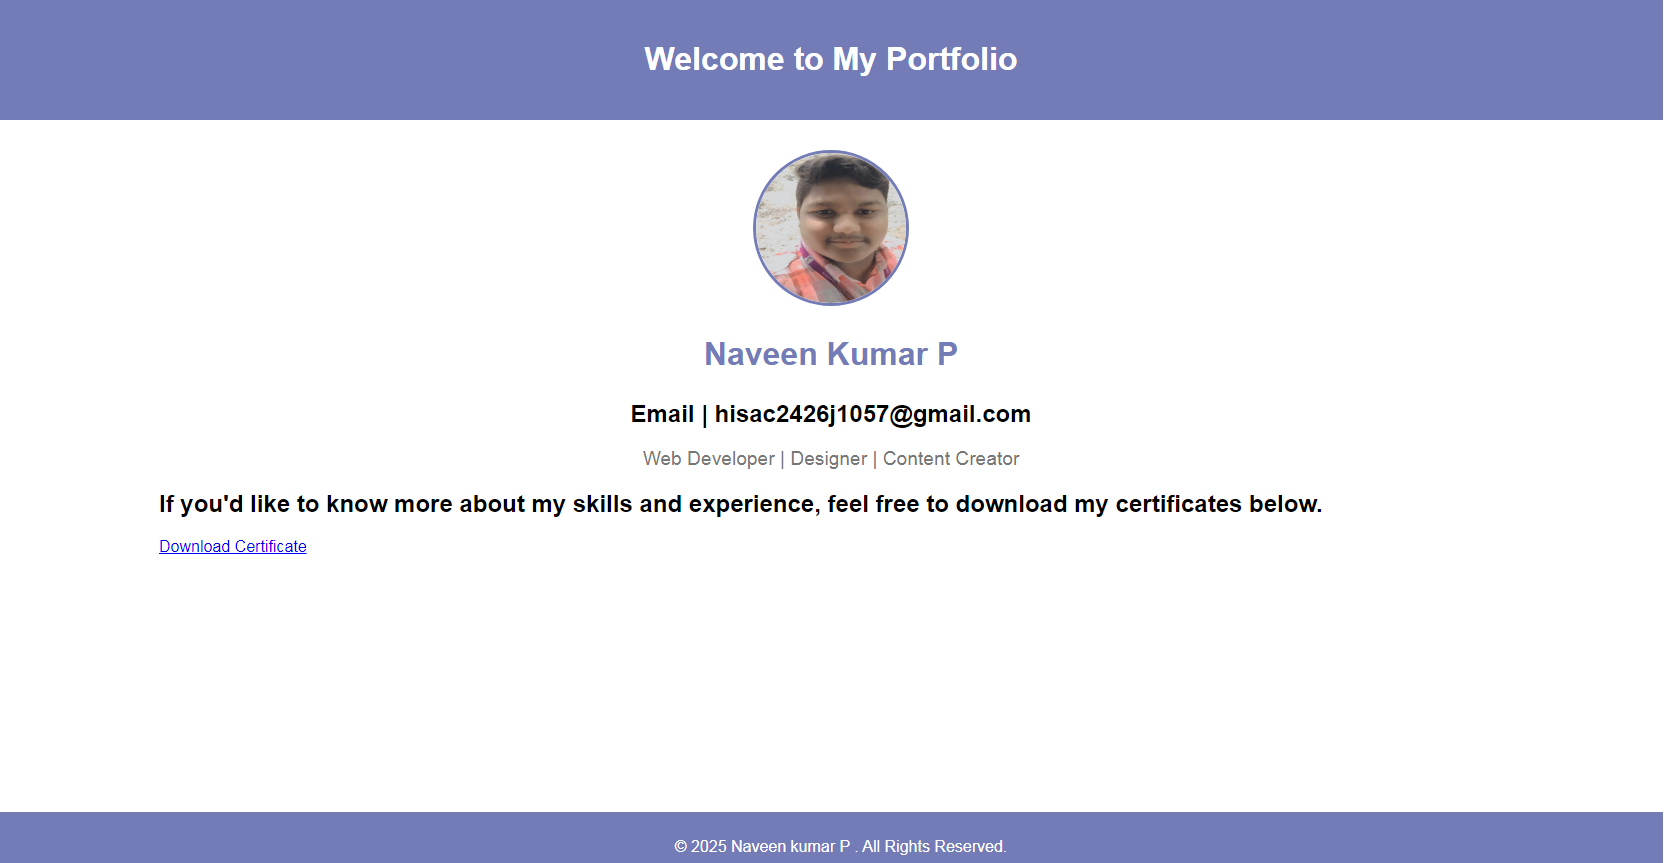 Welcome to My Portfolio
Naveen Kumar P
Email | hisac2426j1057@gmail.com
Web Developer | Designer | Content Creator
If you'd like to know more about my skills and experience, feel free to download my certificates below.
Download Certificate
© 2025 Naveen kumar P . All Rights Reserved.